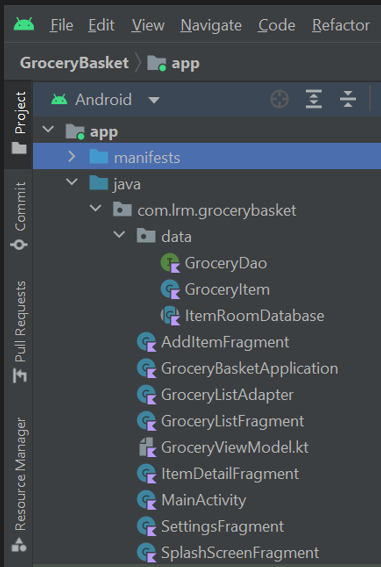 File Edit View Navigate Code Refactor
GroceryBasket app
Project
Commit
Pull Requests
Resource Manager
Android
app
manifests
java
com.lrm.grocerybasket
data
GroceryDao
GroceryItem
ItemRoomDatabase
AddItemFragment
GroceryBasketApplication
GroceryListAdapter
GroceryListFragment
GroceryViewModel.kt
ItemDetailFragment
MainActivity
SettingsFragment
SplashScreenFragment